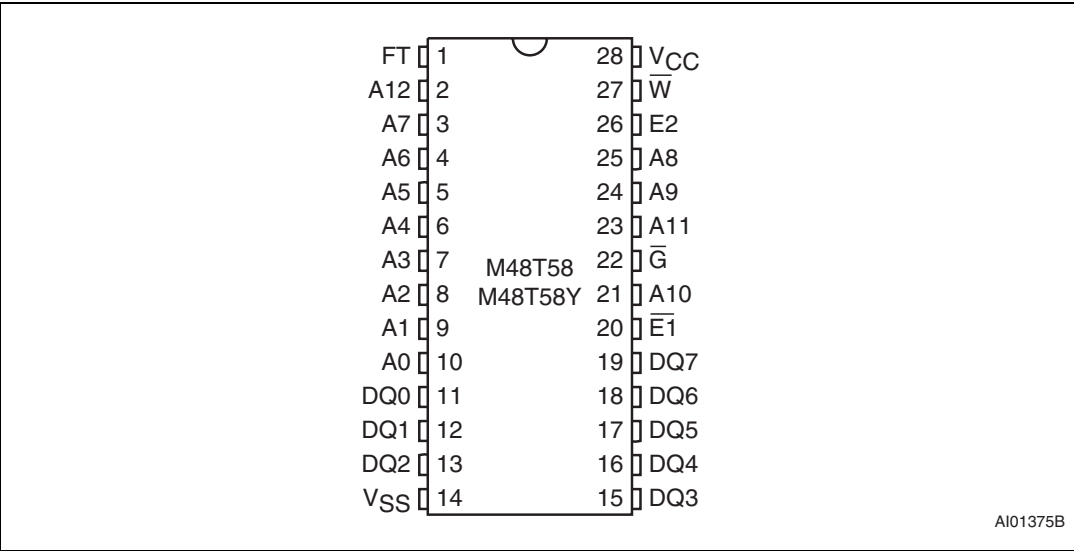 FT 1 28 VCC
A12 2 27 W̅
A7 3 26 E2
A6 4 25 A8
A5 5 24 A9
A4 6 23 A11
A3 7 M48T58 22 G̅
A2 8 M48T58Y 21 A10
A1 9 20 E̅1̅
A0 10 19 DQ7
DQ0 11 18 DQ6
DQ1 12 17 DQ5
DQ2 13 16 DQ4
VSS 14 15 DQ3
AI01375B